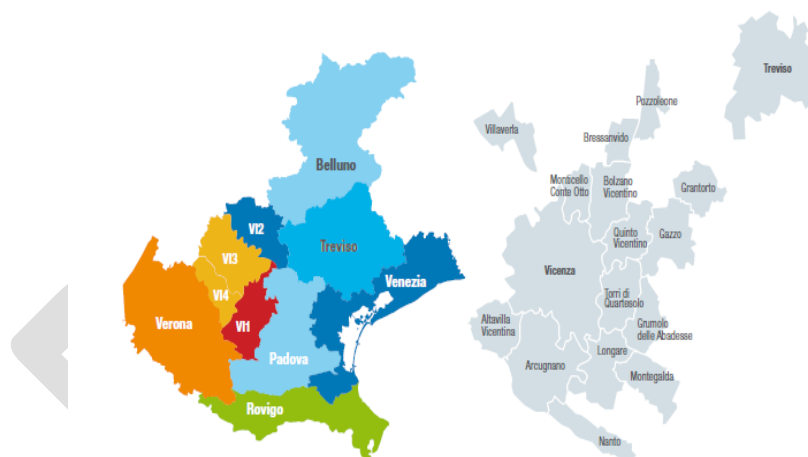 Belluno
VI2
VI3
Treviso
VI4
Venezia
Verona
VI1
Padova
Rovigo
Treviso
Pozzoleone
Villaverla
Bressanvido
Monticello
Conte Otto
Bolzano
Vicentino
Grantorto
Quinto
Vicentino
Gazzo
Vicenza
Torri di
Quartesolo
Altavilla
Vicentina
Grumolo
delle Abadesse
Longare
Arcugnano
Montegalda
Nanto